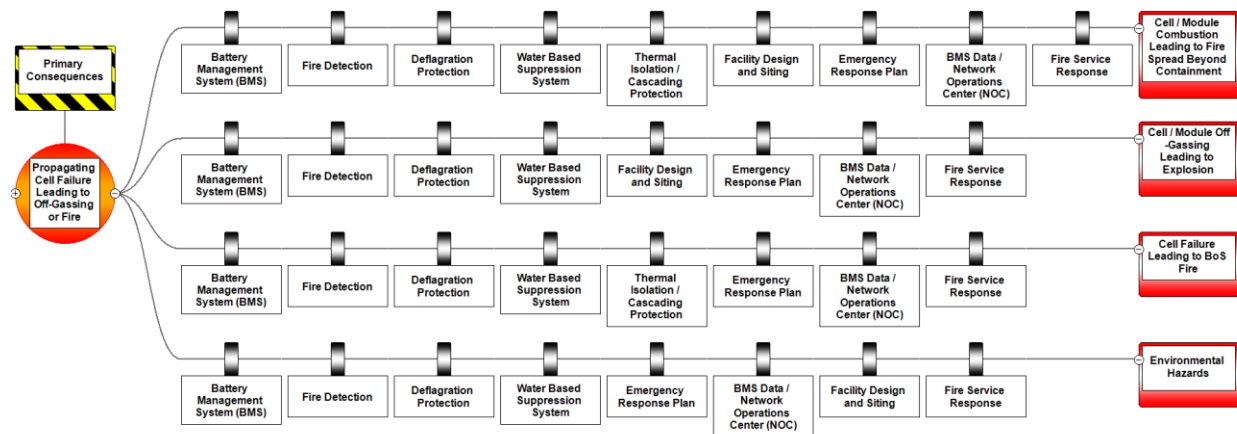 Primary
Consequences
Propagating
Cell Failure
Leading to
Off-Gassing
or Fire
Battery
Management
System (BMS)
Fire Detection
Deflagration
Protection
Water Based
Suppression
System
Thermal
Isolation /
Cascading
Protection
Facility Design
and Siting
Emergency
Response Plan
BMS Data /
Network
Operations
Center (NOC)
Fire Service
Response
Cell / Module
Combustion
Leading to Fire
Spread Beyond
Containment
Battery
Management
System (BMS)
Fire Detection
Deflagration
Protection
Water Based
Suppression
System
Facility Design
and Siting
Emergency
Response Plan
BMS Data /
Network
Operations
Center (NOC)
Fire Service
Response
Cell / Module Off
-Gassing
Leading to
Explosion
Battery
Management
System (BMS)
Fire Detection
Deflagration
Protection
Water Based
Suppression
System
Thermal
Isolation /
Cascading
Protection
Emergency
Response Plan
BMS Data /
Network
Operations
Center (NOC)
Fire Service
Response
Cell Failure
Leading to BoS
Fire
Battery
Management
System (BMS)
Fire Detection
Deflagration
Protection
Water Based
Suppression
System
Emergency
Response Plan
BMS Data /
Network
Operations
Center (NOC)
Facility Design
and Siting
Fire Service
Response
Environmental
Hazards